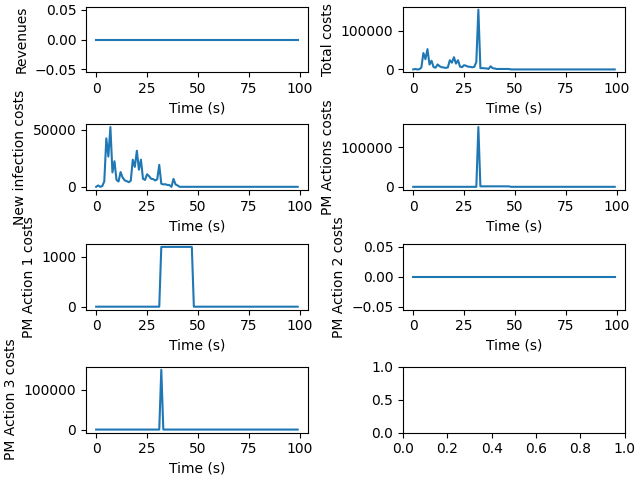 Revenues
0.05
0.00
−0.05
0 25 50 75 100
Time (s)
Total costs
100000
0
0 25 50 75 100
Time (s)
New infection costs
50000
0
0 25 50 75 100
Time (s)
PM Actions costs
100000
0
0 25 50 75 100
Time (s)
PM Action 1 costs
1000
0
0 25 50 75 100
Time (s)
PM Action 2 costs
0.05
0.00
−0.05
0 25 50 75 100
Time (s)
PM Action 3 costs
100000
0
0 25 50 75 100
Time (s)
1.0
0.5
0.0
0.0 0.2 0.4 0.6 0.8 1.0